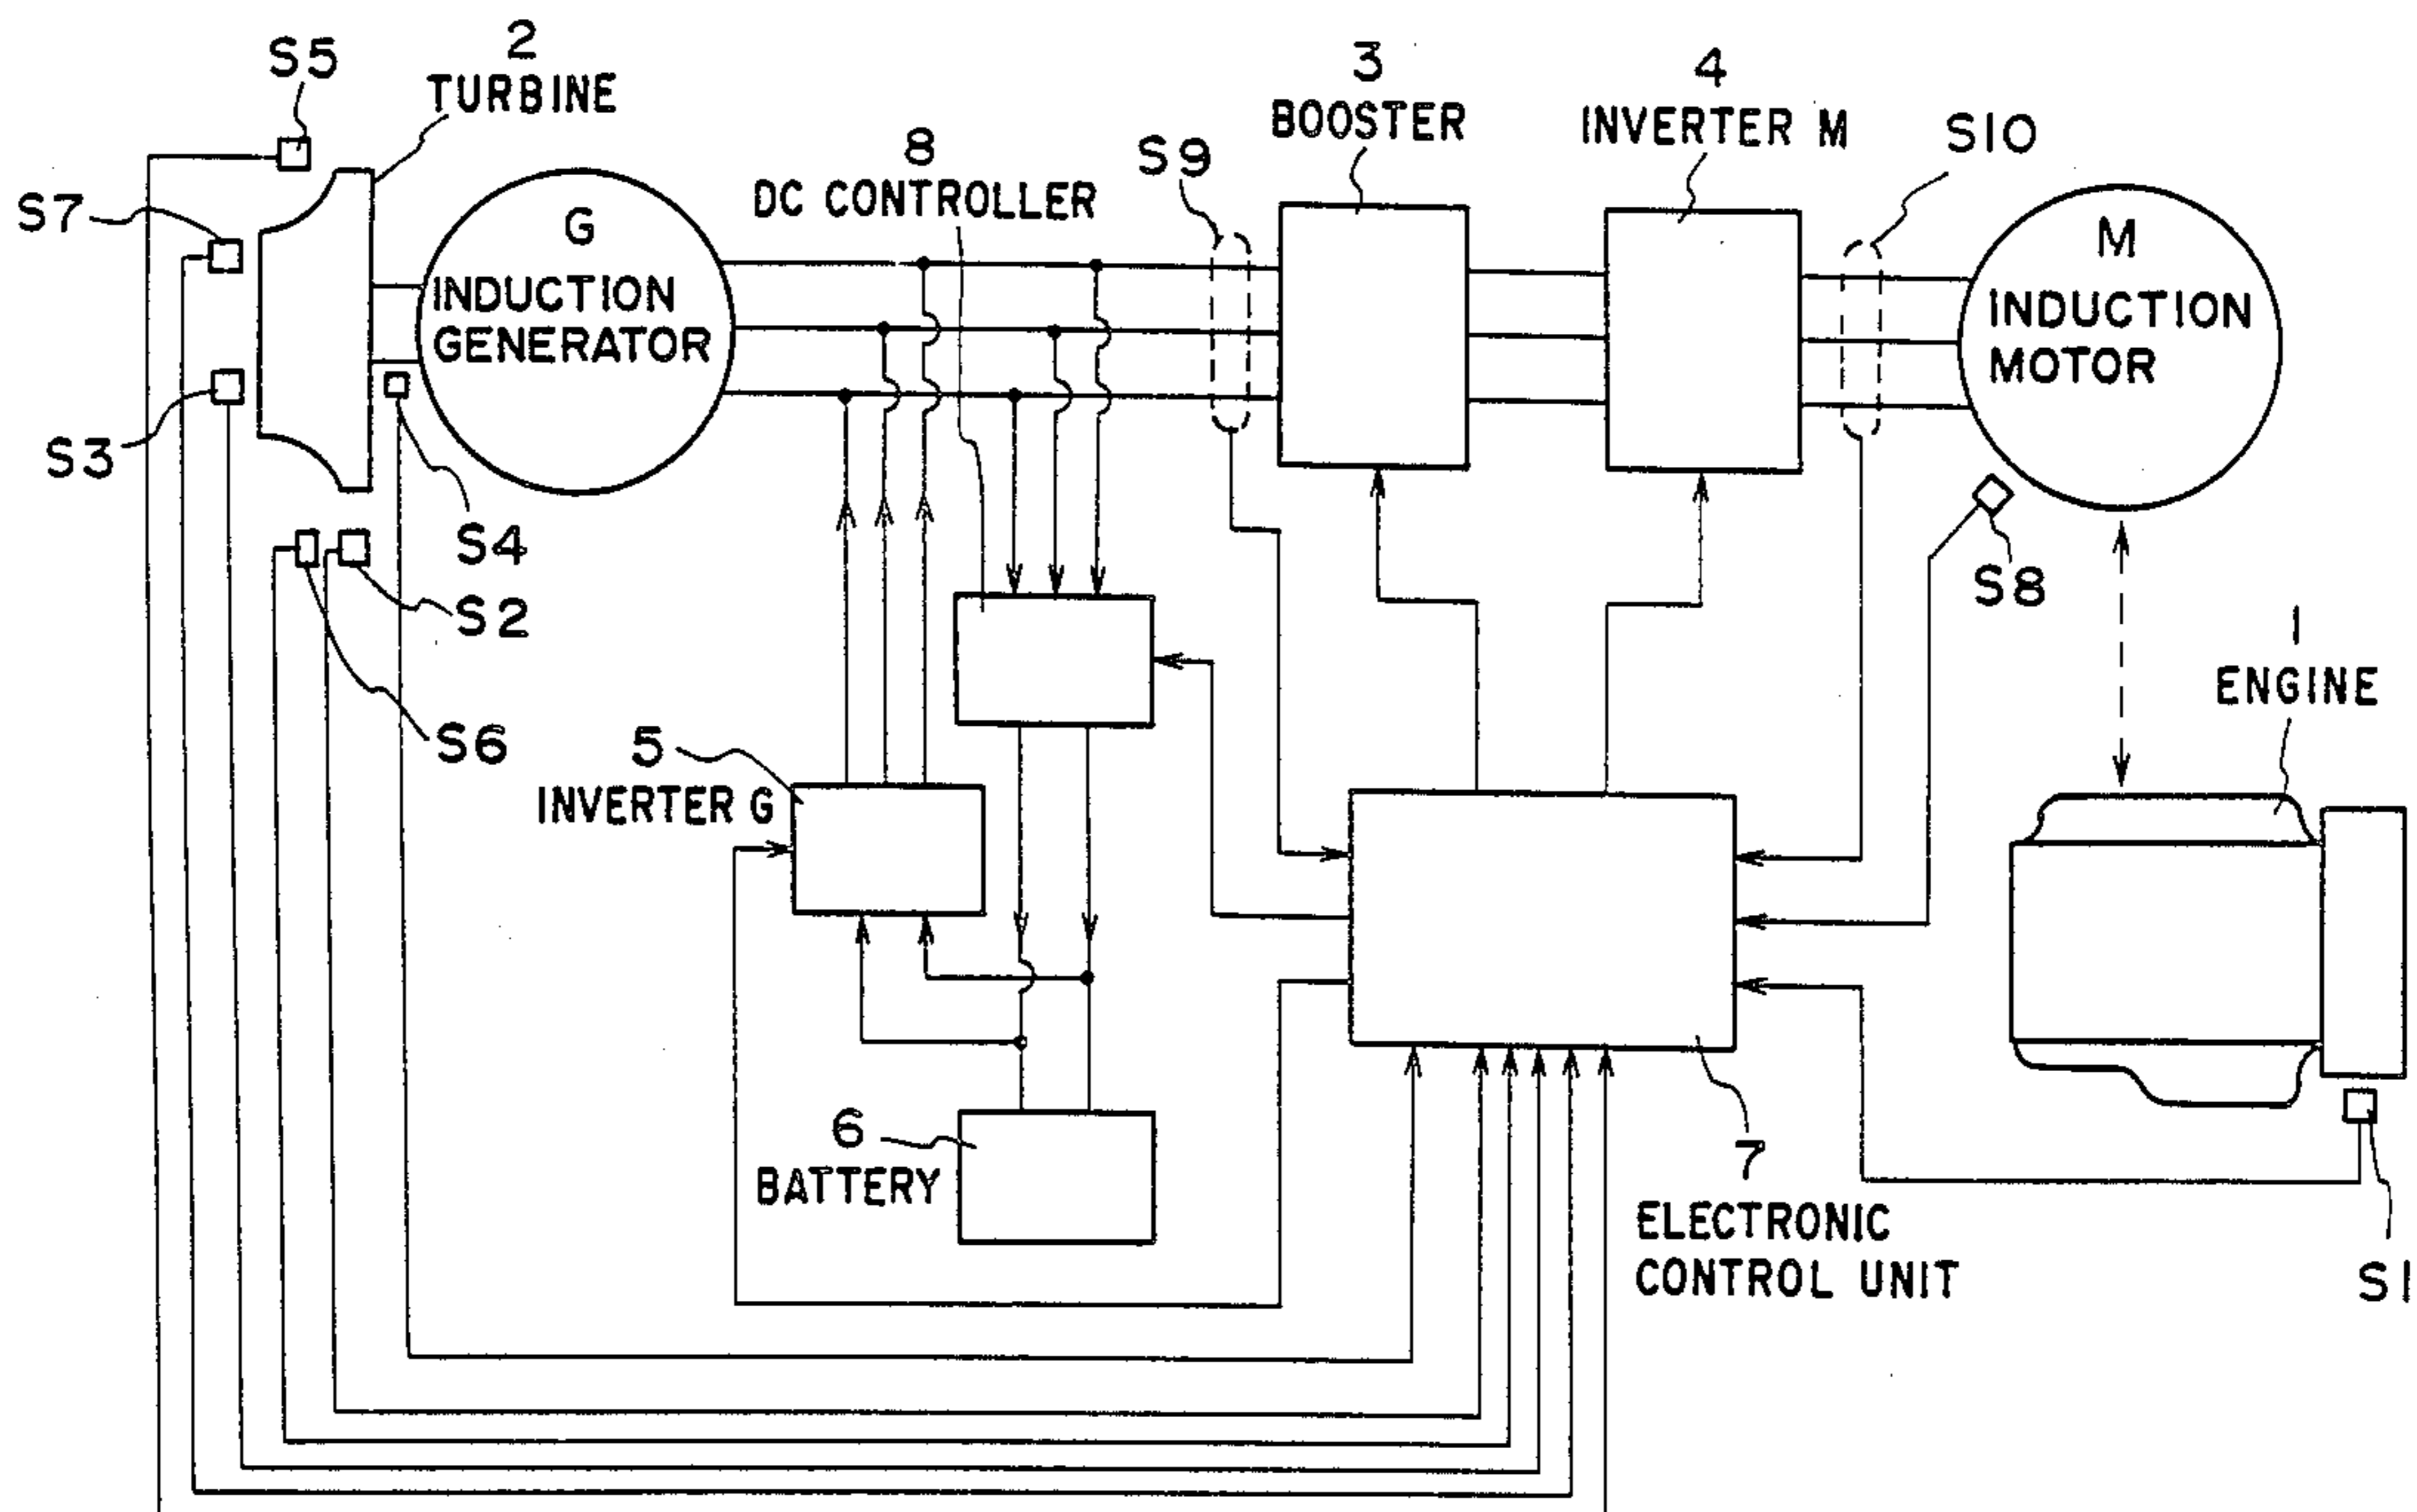 S5
2
TURBINE
3
BOOSTER
4
INVERTER M
S10
S9
8
DC CONTROLLER
S7
G
INDUCTION
GENERATOR
M
INDUCTION
MOTOR
S3
S4
S2
S8
S6
1
ENGINE
5
INVERTER G
6
BATTERY
7
ELECTRONIC
CONTROL UNIT
S1